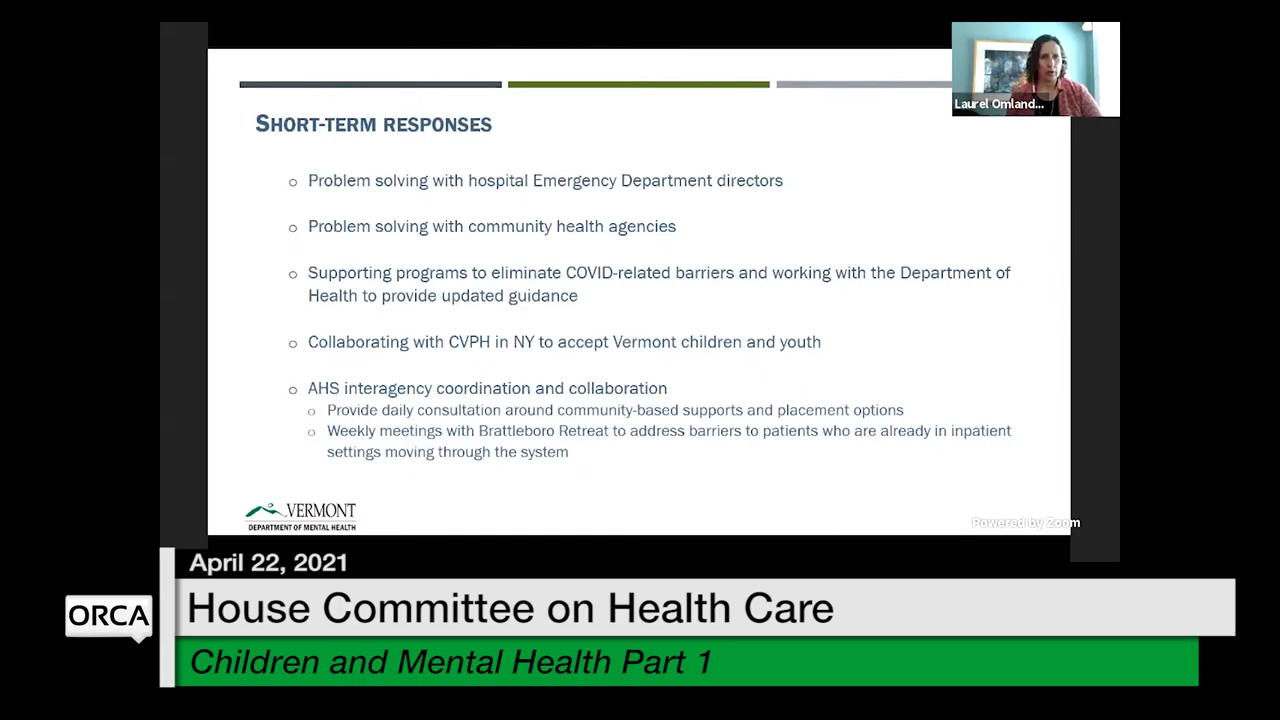 Laurel Omland...
SHORT-TERM RESPONSES
o Problem solving with hospital Emergency Department directors
o Problem solving with community health agencies
o Supporting programs to eliminate COVID-related barriers and working with the Department of
Health to provide updated guidance
o Collaborating with CVPH in NY to accept Vermont children and youth
o AHS interagency coordination and collaboration
o Provide daily consultation around community-based supports and placement options
o Weekly meetings with Brattleboro Retreat to address barriers to patients who are already in inpatient
settings moving through the system
VERMONT
DEPARTMENT OF MENTAL HEALTH
Powered by Zoom
April 22, 2021
ORCA
House Committee on Health Care
Children and Mental Health Part 1